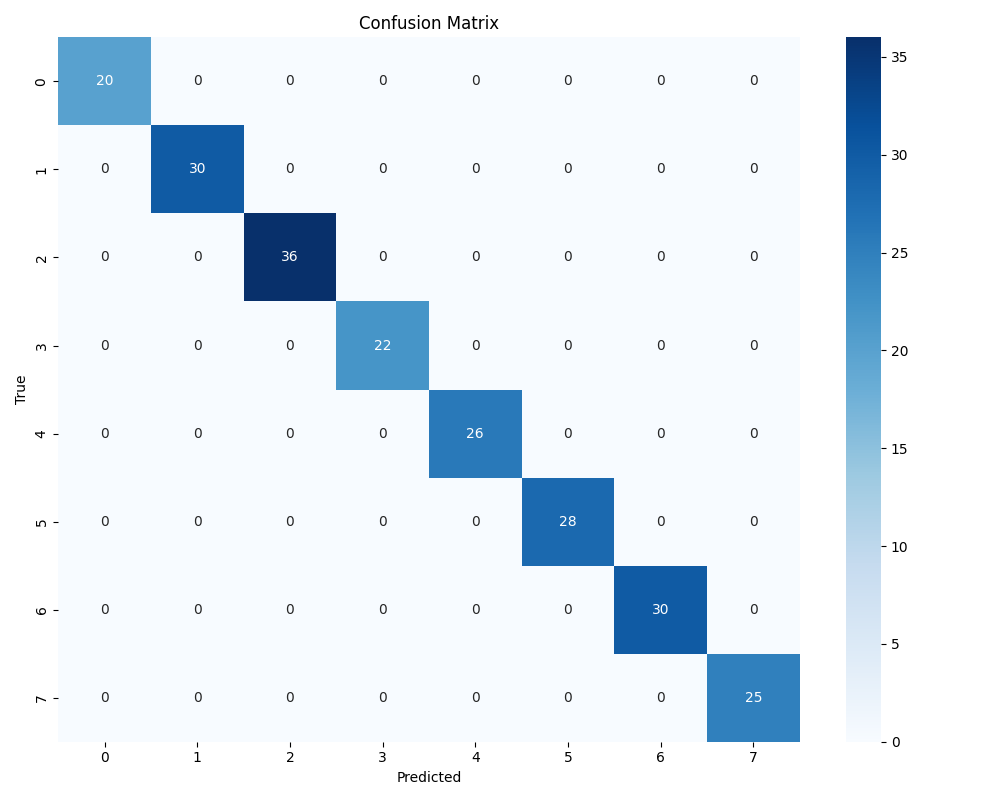 Confusion Matrix
0 20 0 0 0 0 0 0 0
1 0 30 0 0 0 0 0 0
2 0 0 36 0 0 0 0 0
3 0 0 0 22 0 0 0 0
4 0 0 0 0 26 0 0 0
5 0 0 0 0 0 28 0 0
6 0 0 0 0 0 0 30 0
7 0 0 0 0 0 0 0 25
True
0 1 2 3 4 5 6 7
Predicted
35
30
25
20
15
10
5
0